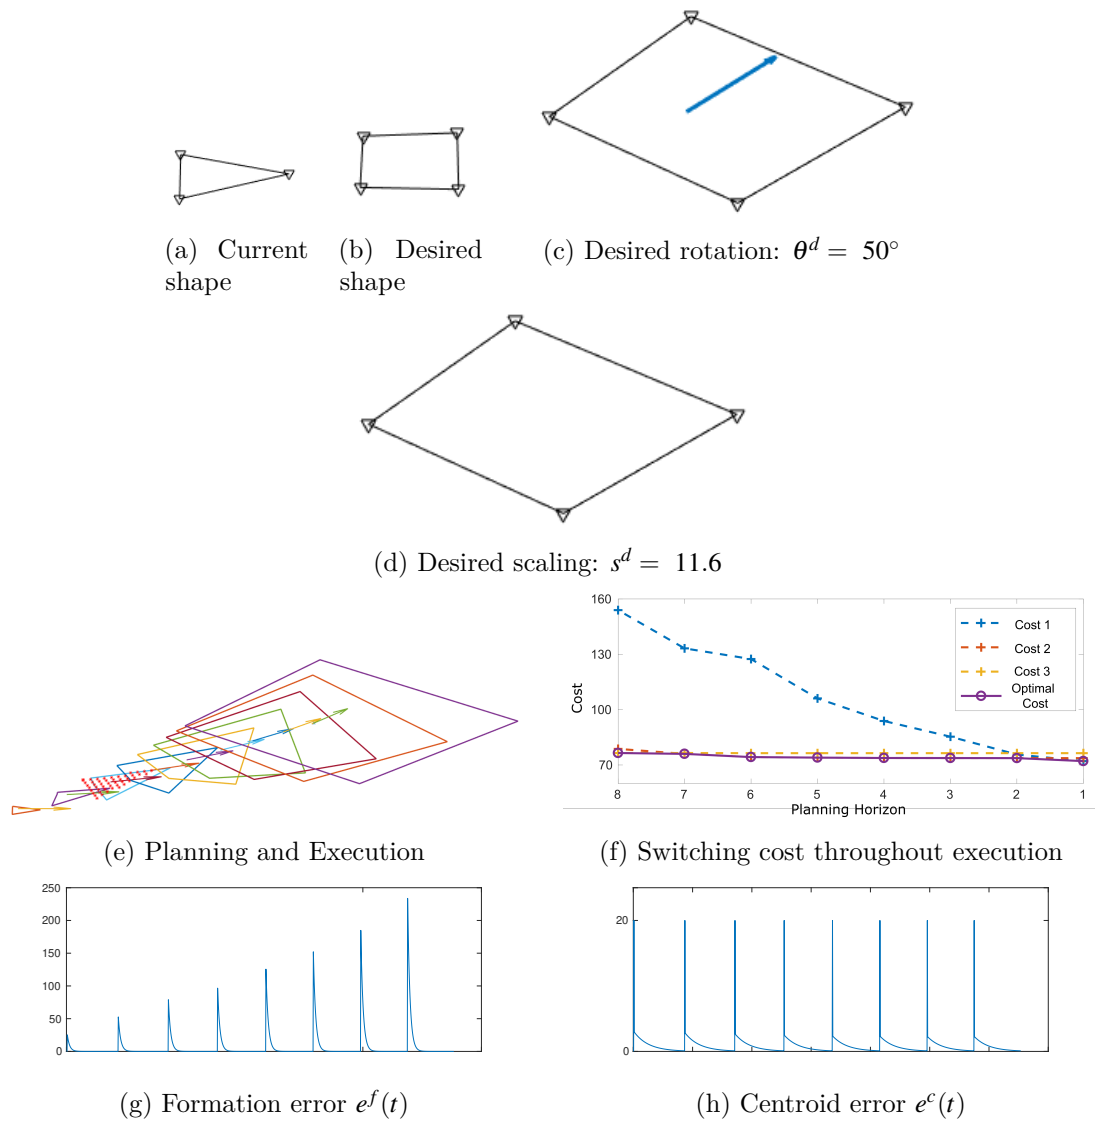 (a) Current
shape
(b) Desired
shape
(c) Desired rotation: θ^d = 50°
(d) Desired scaling: s^d = 11.6
160
130
100
70
Cost
8 7 6 5 4 3 2 1
Planning Horizon
Cost 1
Cost 2
Cost 3
Optimal
Cost
(e) Planning and Execution
(f) Switching cost throughout execution
250
200
150
100
50
0
20
0
(g) Formation error e^f(t)
(h) Centroid error e^c(t)